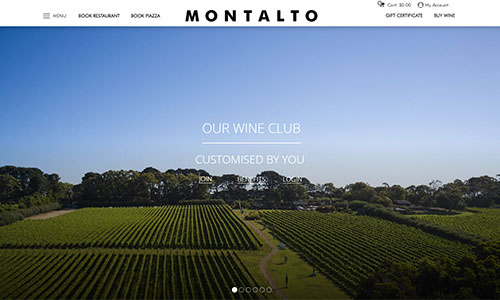 MENU BOOK RESTAURANT BOOK PIAZZA
MONTALTO
Cart $0.00 My Account
GIFT CERTIFICATE BUY WINE
OUR WINE CLUB
CUSTOMISED BY YOU
JOIN BENEFITS LOGIN